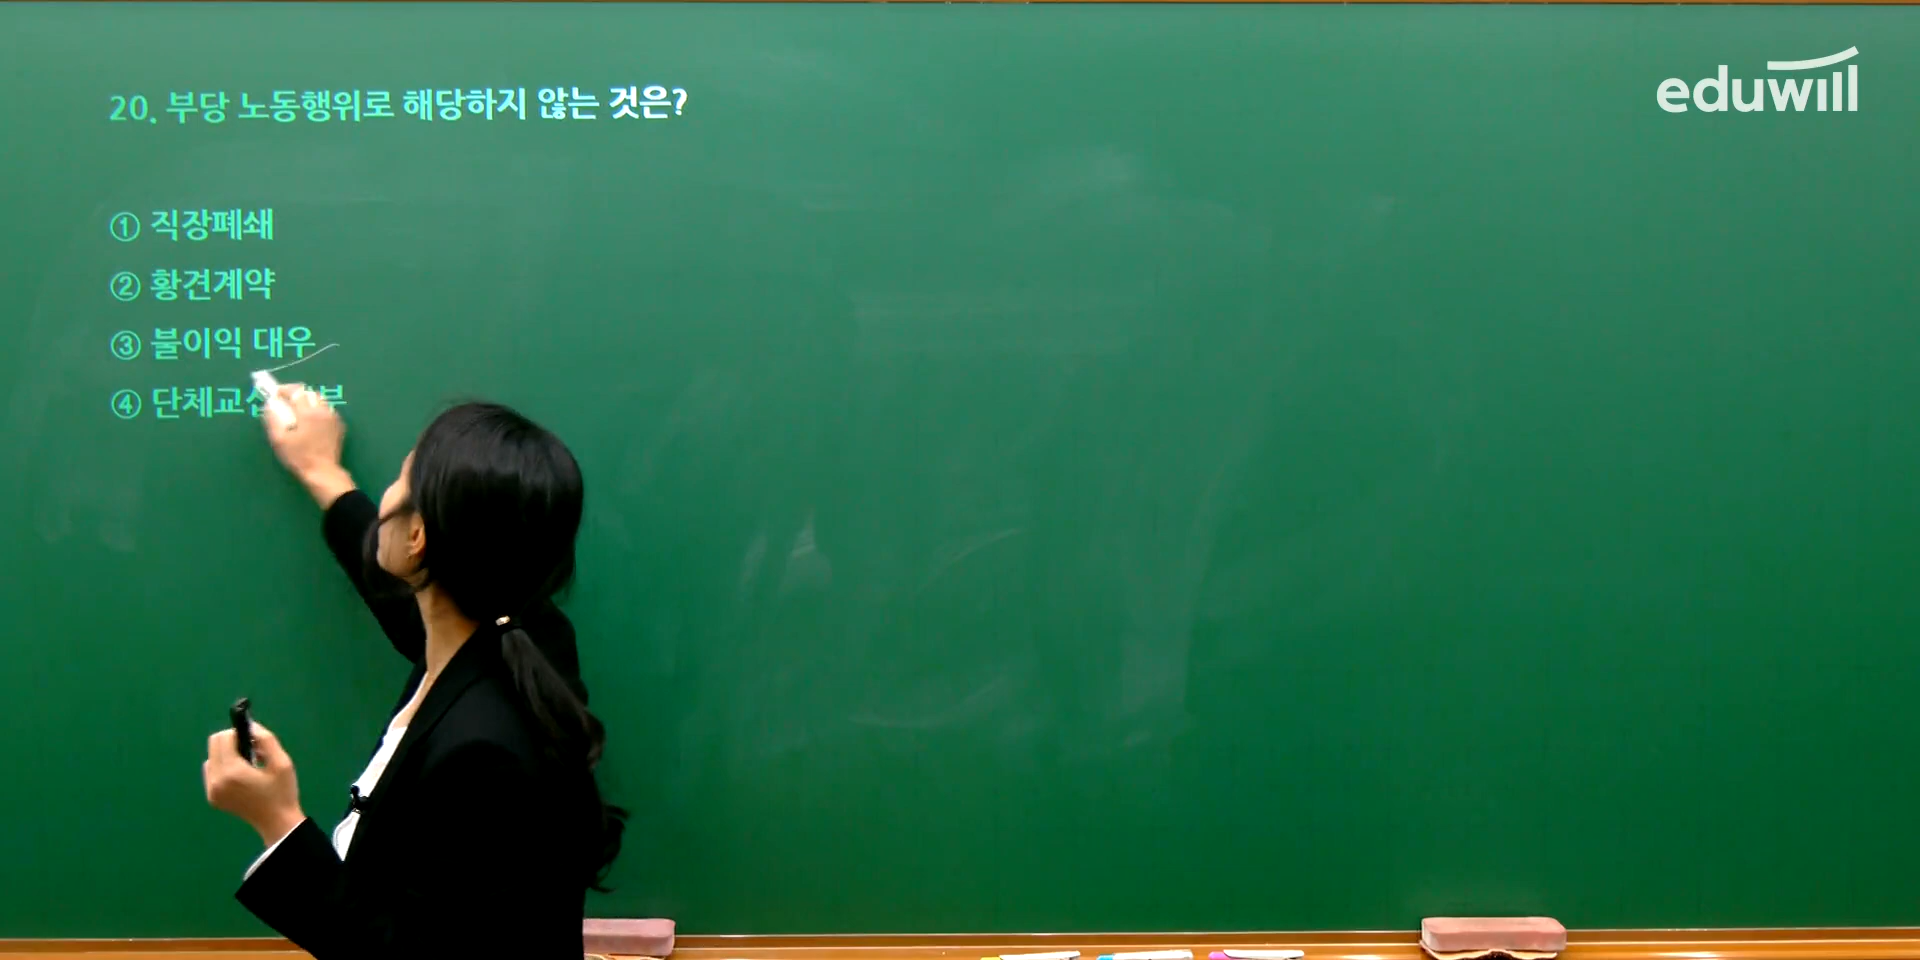 eduwill
20. 부당 노동행위로 해당하지 않는 것은?
① 직장폐쇄
② 황견계약
③ 불이익 대우
④